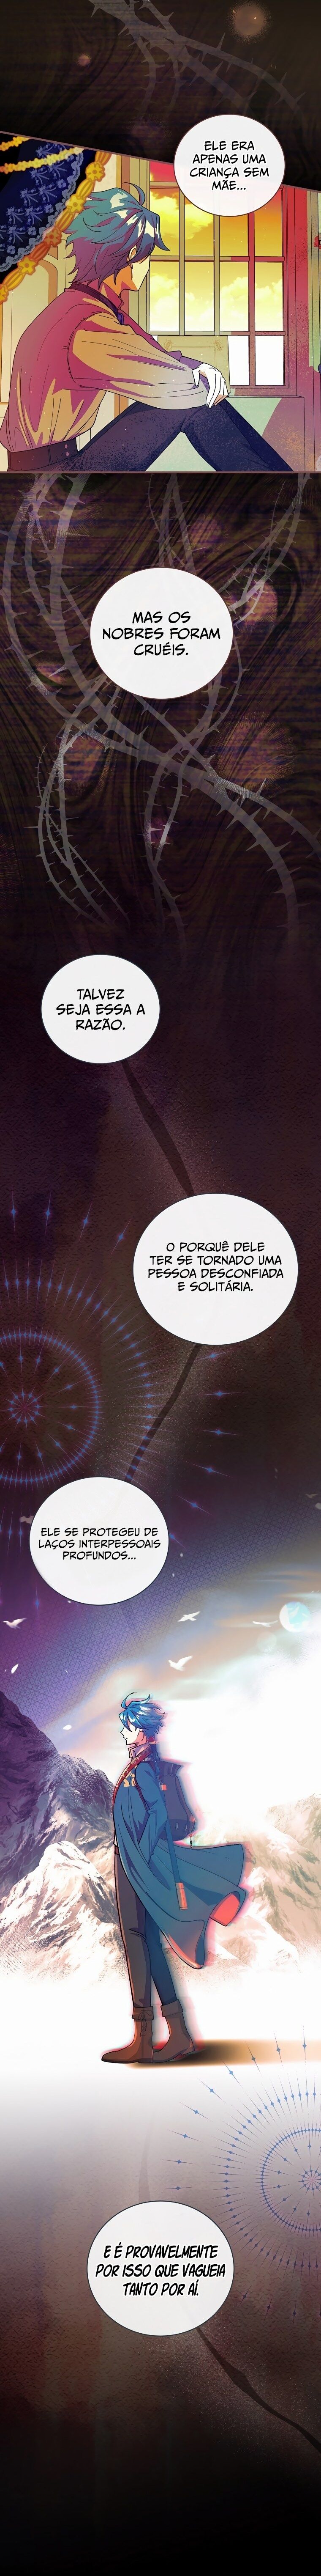 ELE ERA
APENAS UMA
CRIANÇA SEM
MÃE...
MAS OS
NOBRES FORAM
CRUÉIS.
TALVEZ
SEJA ESSA A
RAZÃO.
O PORQUÊ DELE
TER SE TORNADO UMA
PESSOA DESCONFIADA
E SOLITÁRIA.
ELE SE PROTEGEU DE
LAÇOS INTERPESSOAIS
PROFUNDOS...
E É PROVAVELMENTE
POR ISSO QUE VAGUEIA
TANTO POR AÍ.